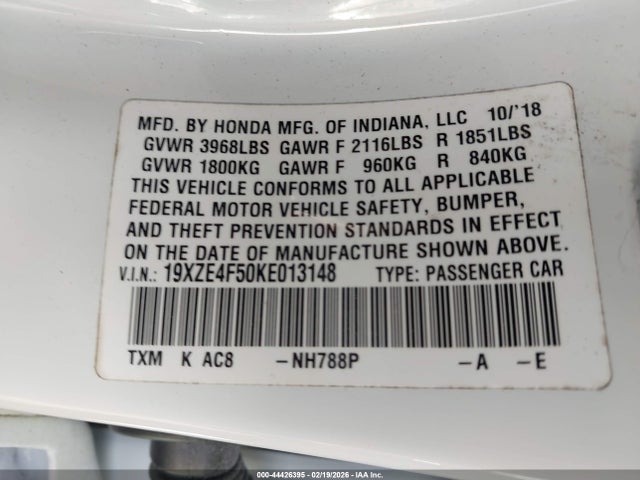 MFD. BY HONDA MFG. OF INDIANA, LLC 10/'18
GVWR 3968LBS GAWR F 2116LBS R 1851LBS
GVWR 1800KG GAWR F 960KG R 840KG
THIS VEHICLE CONFORMS TO ALL APPLICABLE
FEDERAL MOTOR VEHICLE SAFETY, BUMPER,
AND THEFT PREVENTION STANDARDS IN EFFECT
ON THE DATE OF MANUFACTURE SHOWN ABOVE.
V.I.N.: 19XZE4F50KE013148 TYPE: PASSENGER CAR
TXM K AC8 -NH788P -A -E
000-44426395 - 02/19/2026 - IAA Inc.